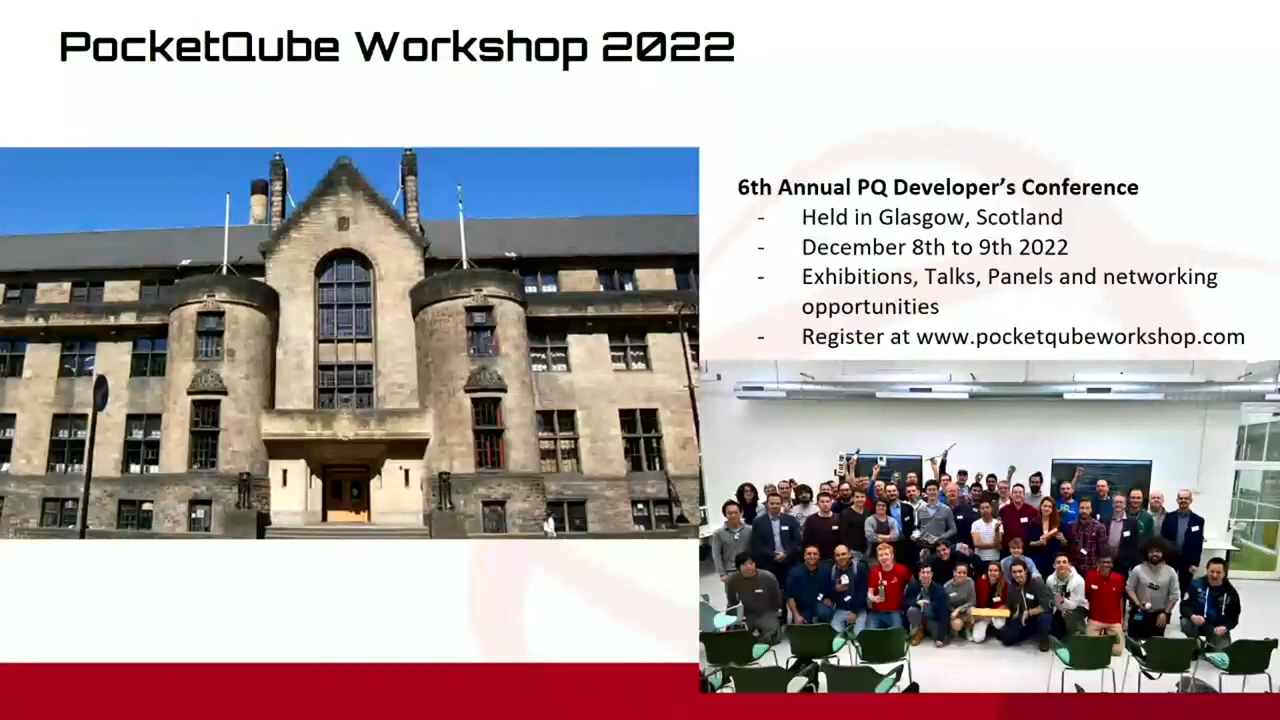 PocketQube Workshop 2022
6th Annual PQ Developer's Conference
- Held in Glasgow, Scotland
- December 8th to 9th 2022
- Exhibitions, Talks, Panels and networking
opportunities
- Register at www.pocketqubeworkshop.com